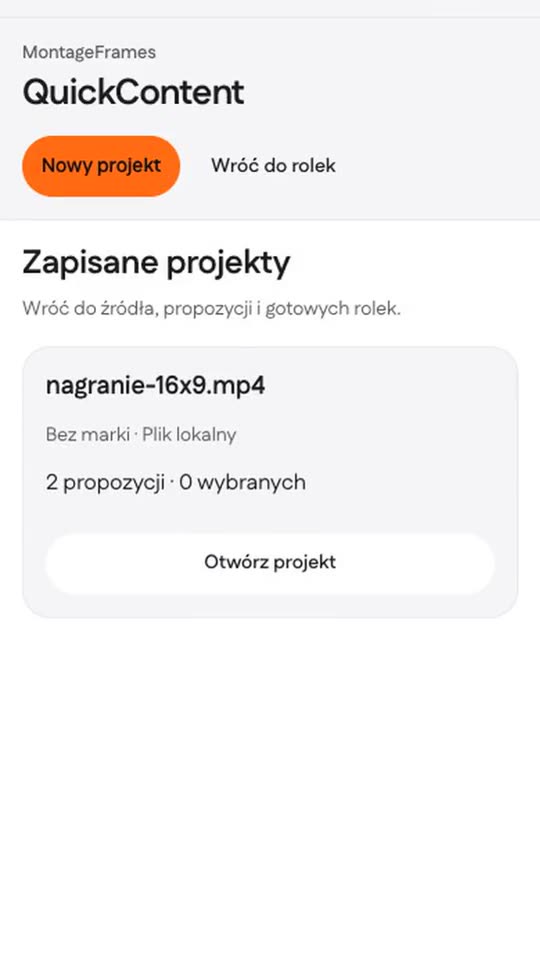 MontageFrames
QuickContent
Nowy projekt
Wróć do rolek
Zapisane projekty
Wróć do źródła, propozycji i gotowych rolek.
nagranie-16x9.mp4
Bez marki · Plik lokalny
2 propozycji · 0 wybranych
Otwórz projekt